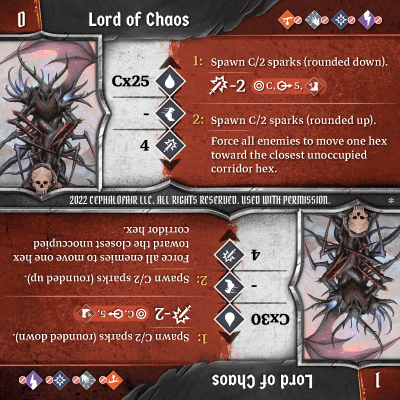 0
Lord of Chaos
Cx25
-
4
1: Spawn C/2 sparks (rounded down).
-2 C, 5,
2: Spawn C/2 sparks (rounded up).
Force all enemies to move one hex
toward the closest unoccupied
corridor hex.
2022 CEPHALOFAIR LLC. ALL RIGHTS RESERVED. USED WITH PERMISSION.
*
1
Lord of Chaos
Cx30
-
4
1: Spawn C/2 sparks (rounded down).
-2 C, 5,
2: Spawn C/2 sparks (rounded up).
Force all enemies to move one hex
toward the closest unoccupied
corridor hex.